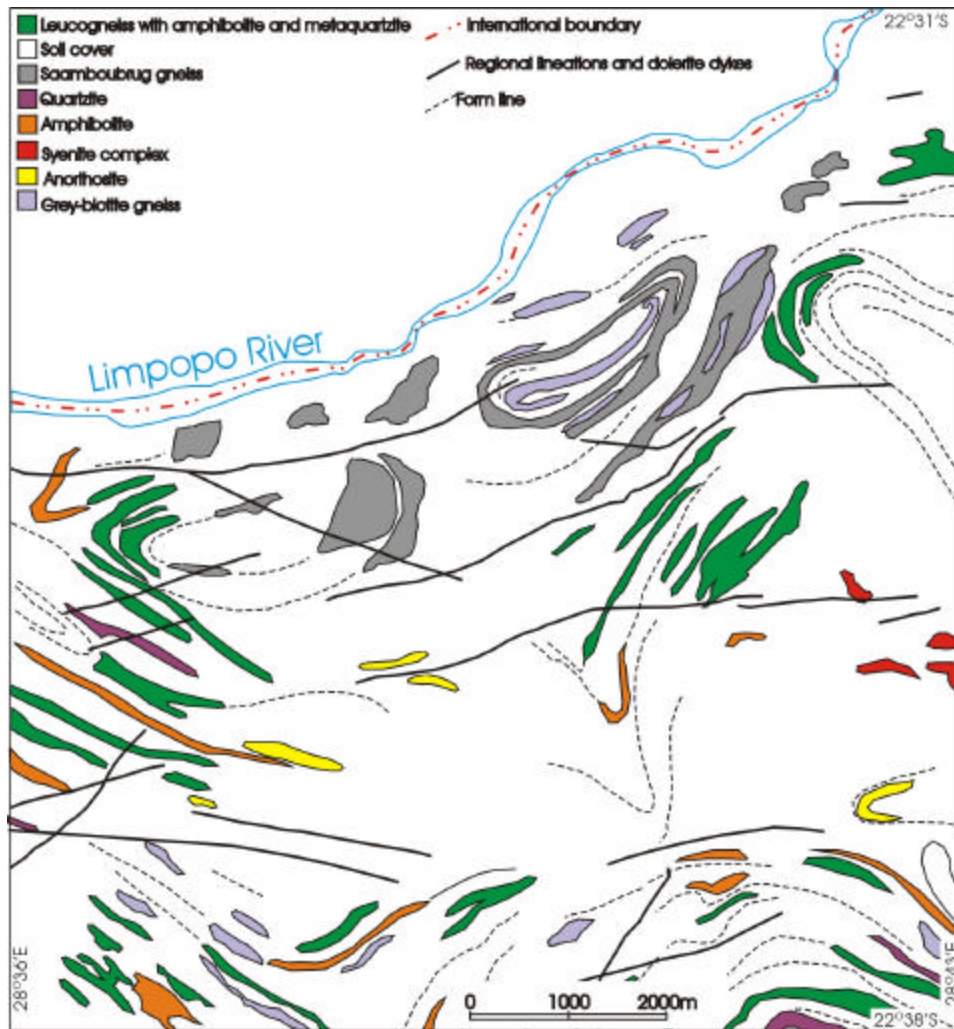 Leucogneiss with amphibolite and metaquartzite
Soil cover
Saamboubrug gneiss
Quartzite
Amphibolite
Syenite complex
Anorthosite
Grey-biotite gneiss
International boundary
Regional lineations and dolerite dykes
Form line
22°31'S
Limpopo River
28°36'E
0 1000 2000m
22°38'S
28°43'E